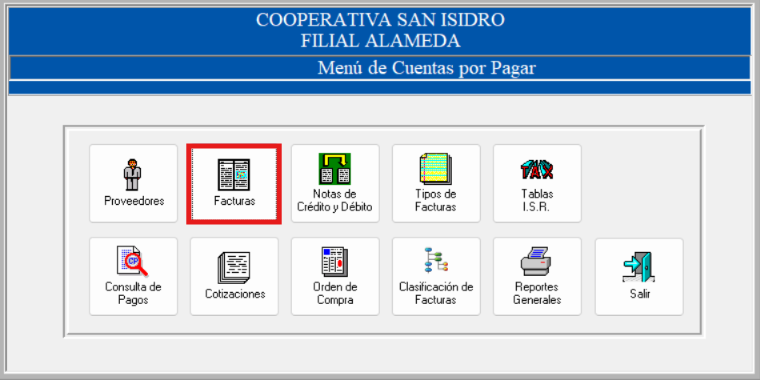 COOPERATIVA SAN ISIDRO
FILIAL ALAMEDA
Menú de Cuentas por Pagar
Proveedores
Facturas
Notas de
Crédito y Débito
Tipos de
Facturas
TAX
Tablas
I.S.R.
CP
Consulta de
Pagos
Cotizaciones
Orden de
Compra
Clasificación de
Facturas
Reportes
Generales
Salir